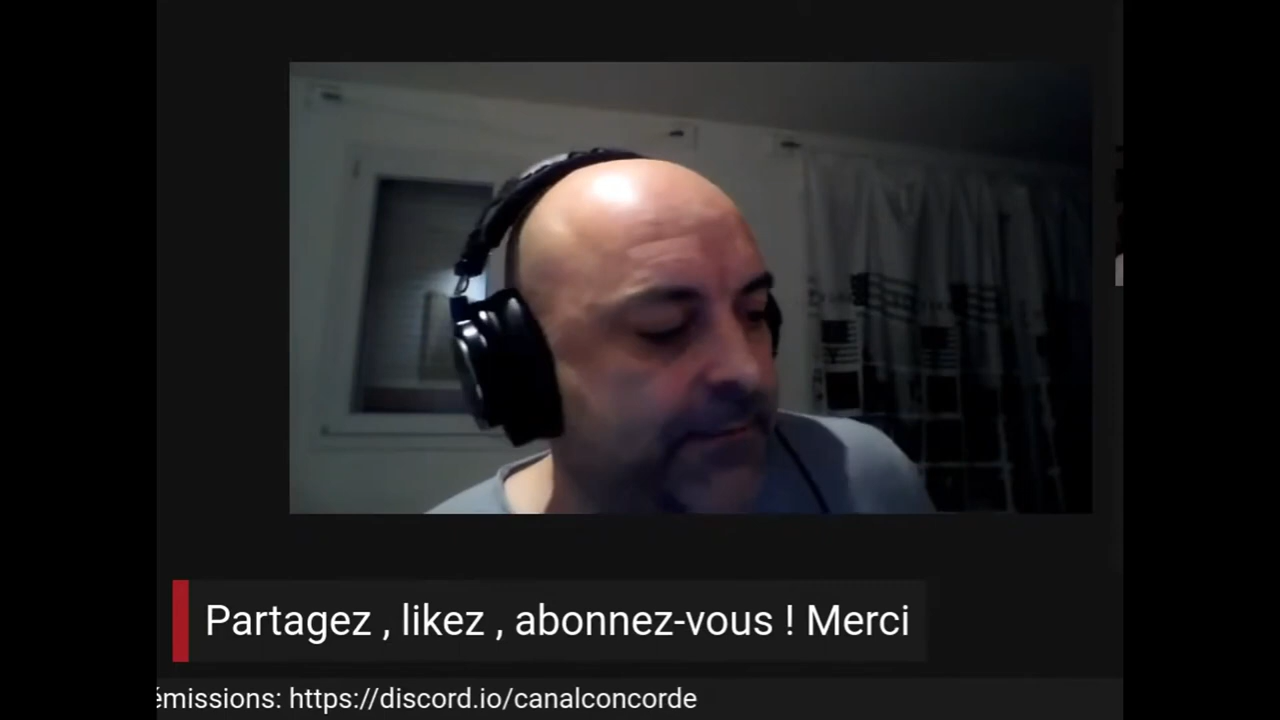 Partagez , likez , abonnez-vous ! Merci
émissions: https://discord.io/canalconcorde